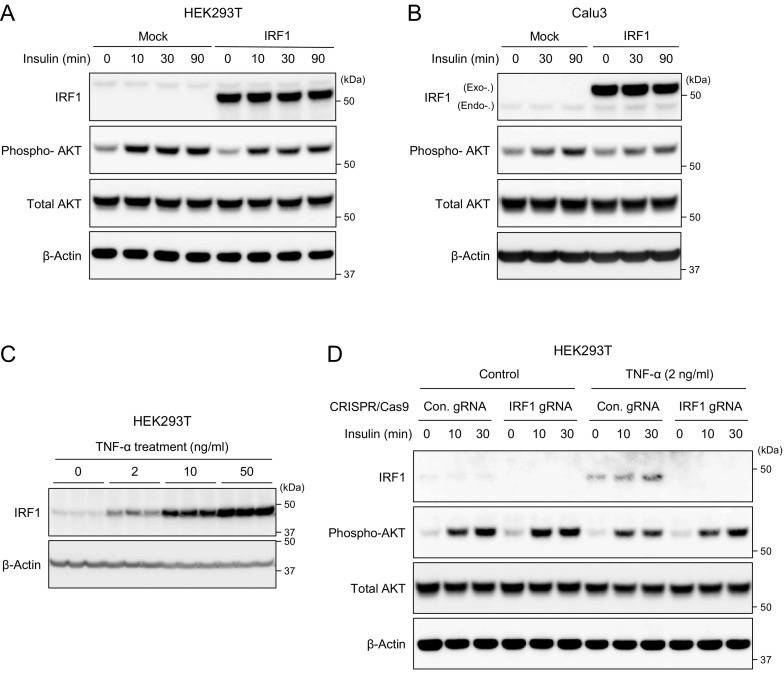 A
HEK293T
Mock IRF1
Insulin (min) 0 10 30 90 0 10 30 90
(kDa)
IRF1
50
Phospho- AKT
50
Total AKT
50
β-Actin
37
B
Calu3
Mock IRF1
Insulin (min) 0 30 90 0 30 90
(kDa)
(Exo-.)
IRF1
(Endo-.)
50
Phospho- AKT
50
Total AKT
50
β-Actin
37
C
HEK293T
TNF-α treatment (ng/ml)
0 2 10 50
(kDa)
50
IRF1
37
50
β-Actin
37
D
HEK293T
Control TNF-α (2 ng/ml)
CRISPR/Cas9 Con. gRNA IRF1 gRNA Con. gRNA IRF1 gRNA
Insulin (min) 0 10 30 0 10 30 0 10 30 0 10 30
(kDa)
50
IRF1
Phospho-AKT
50
Total AKT
50
β-Actin
37